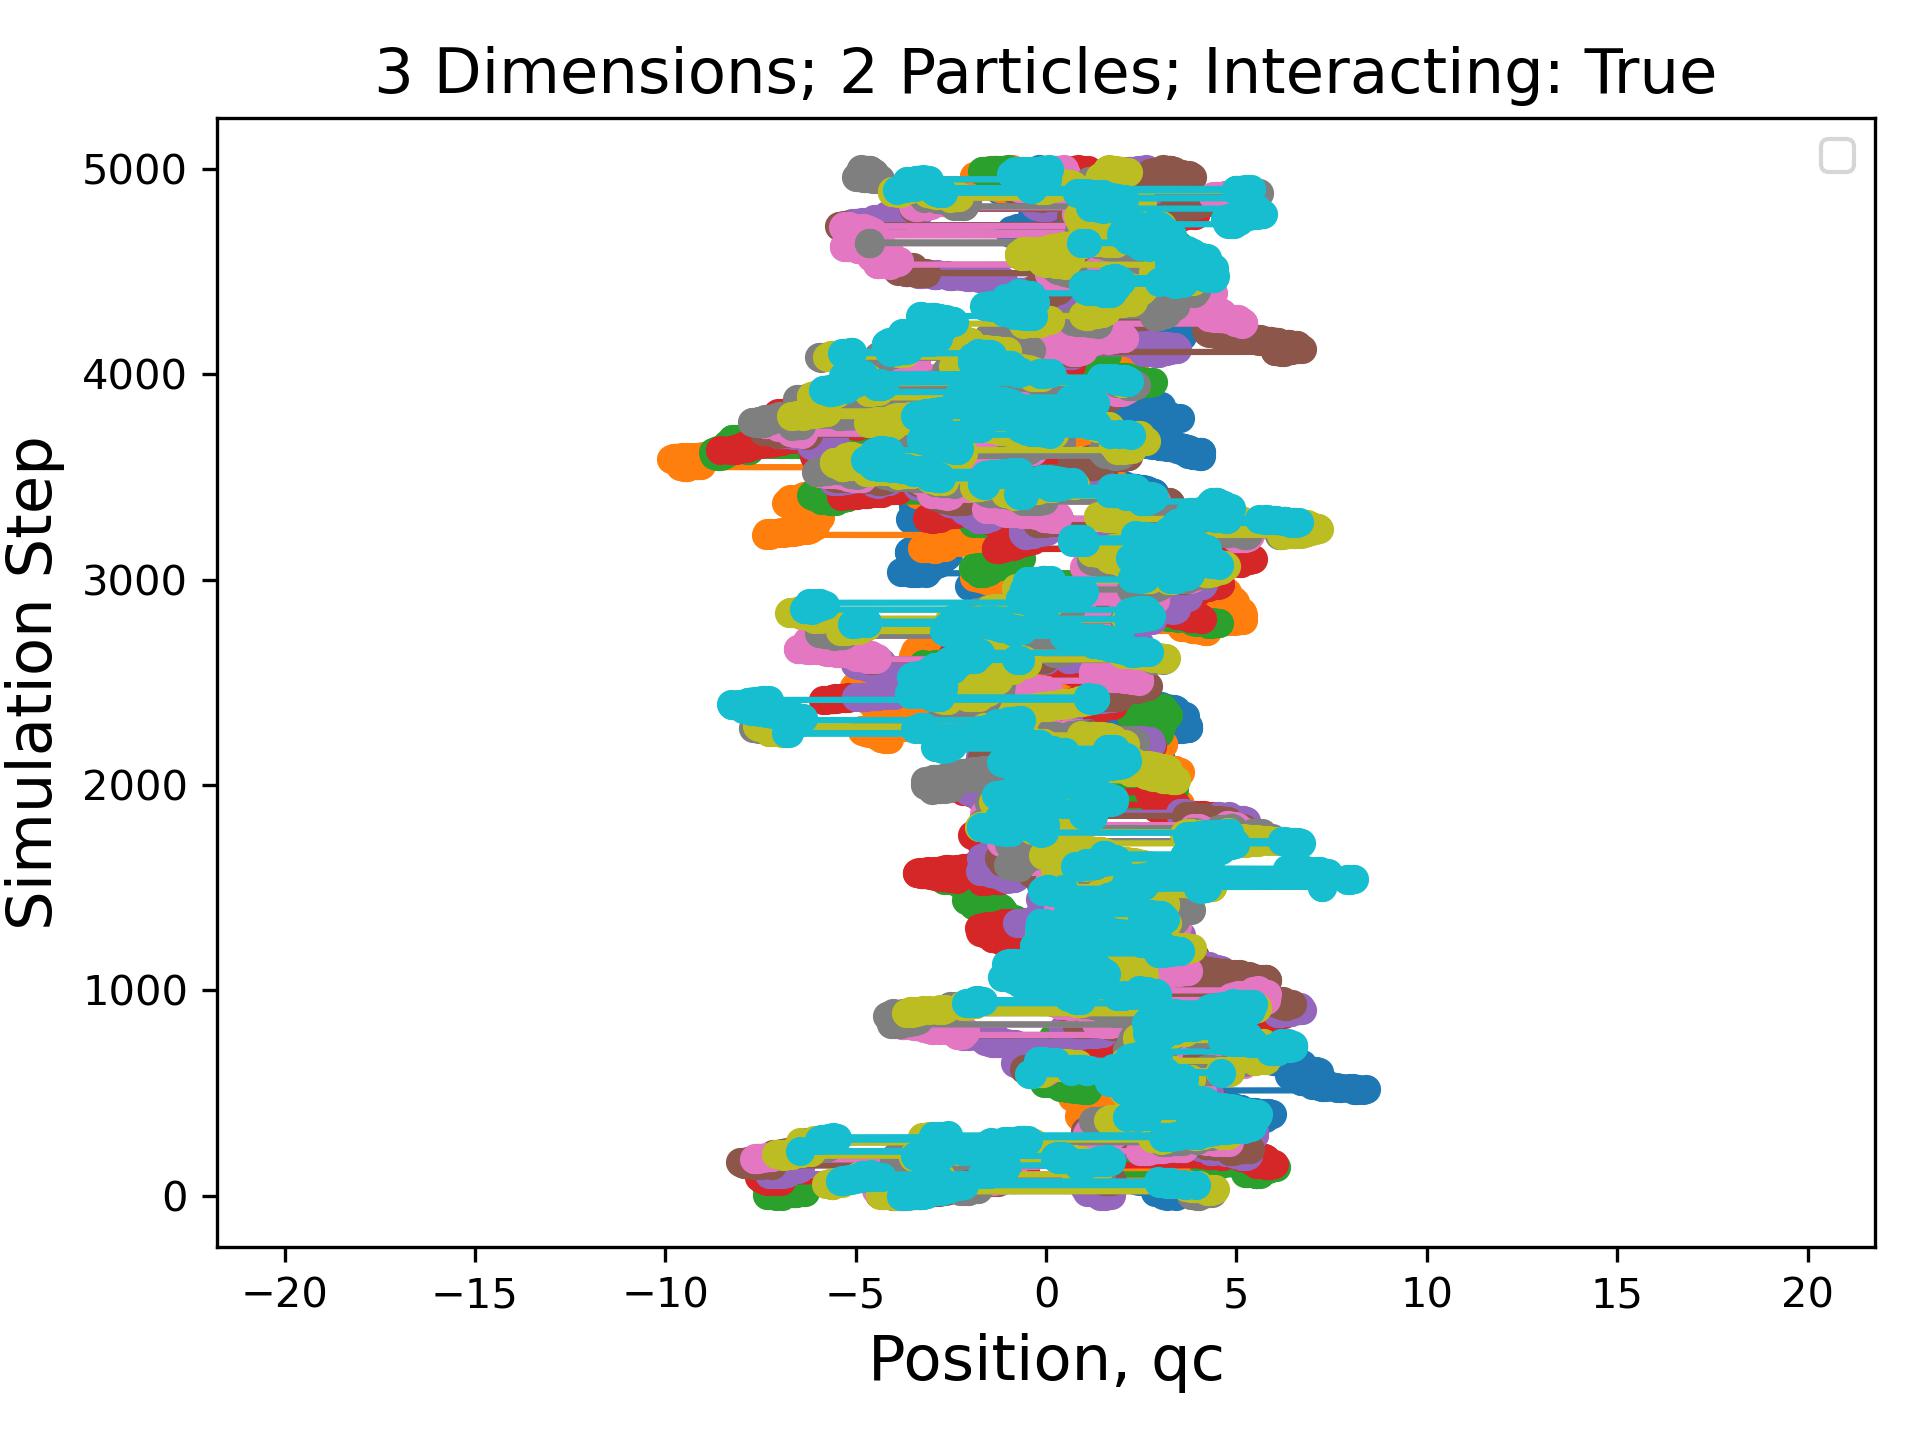 3 Dimensions; 2 Particles; Interacting: True
Simulation Step
5000
4000
3000
2000
1000
0
−20 −15 −10 −5 0 5 10 15 20
Position, qc